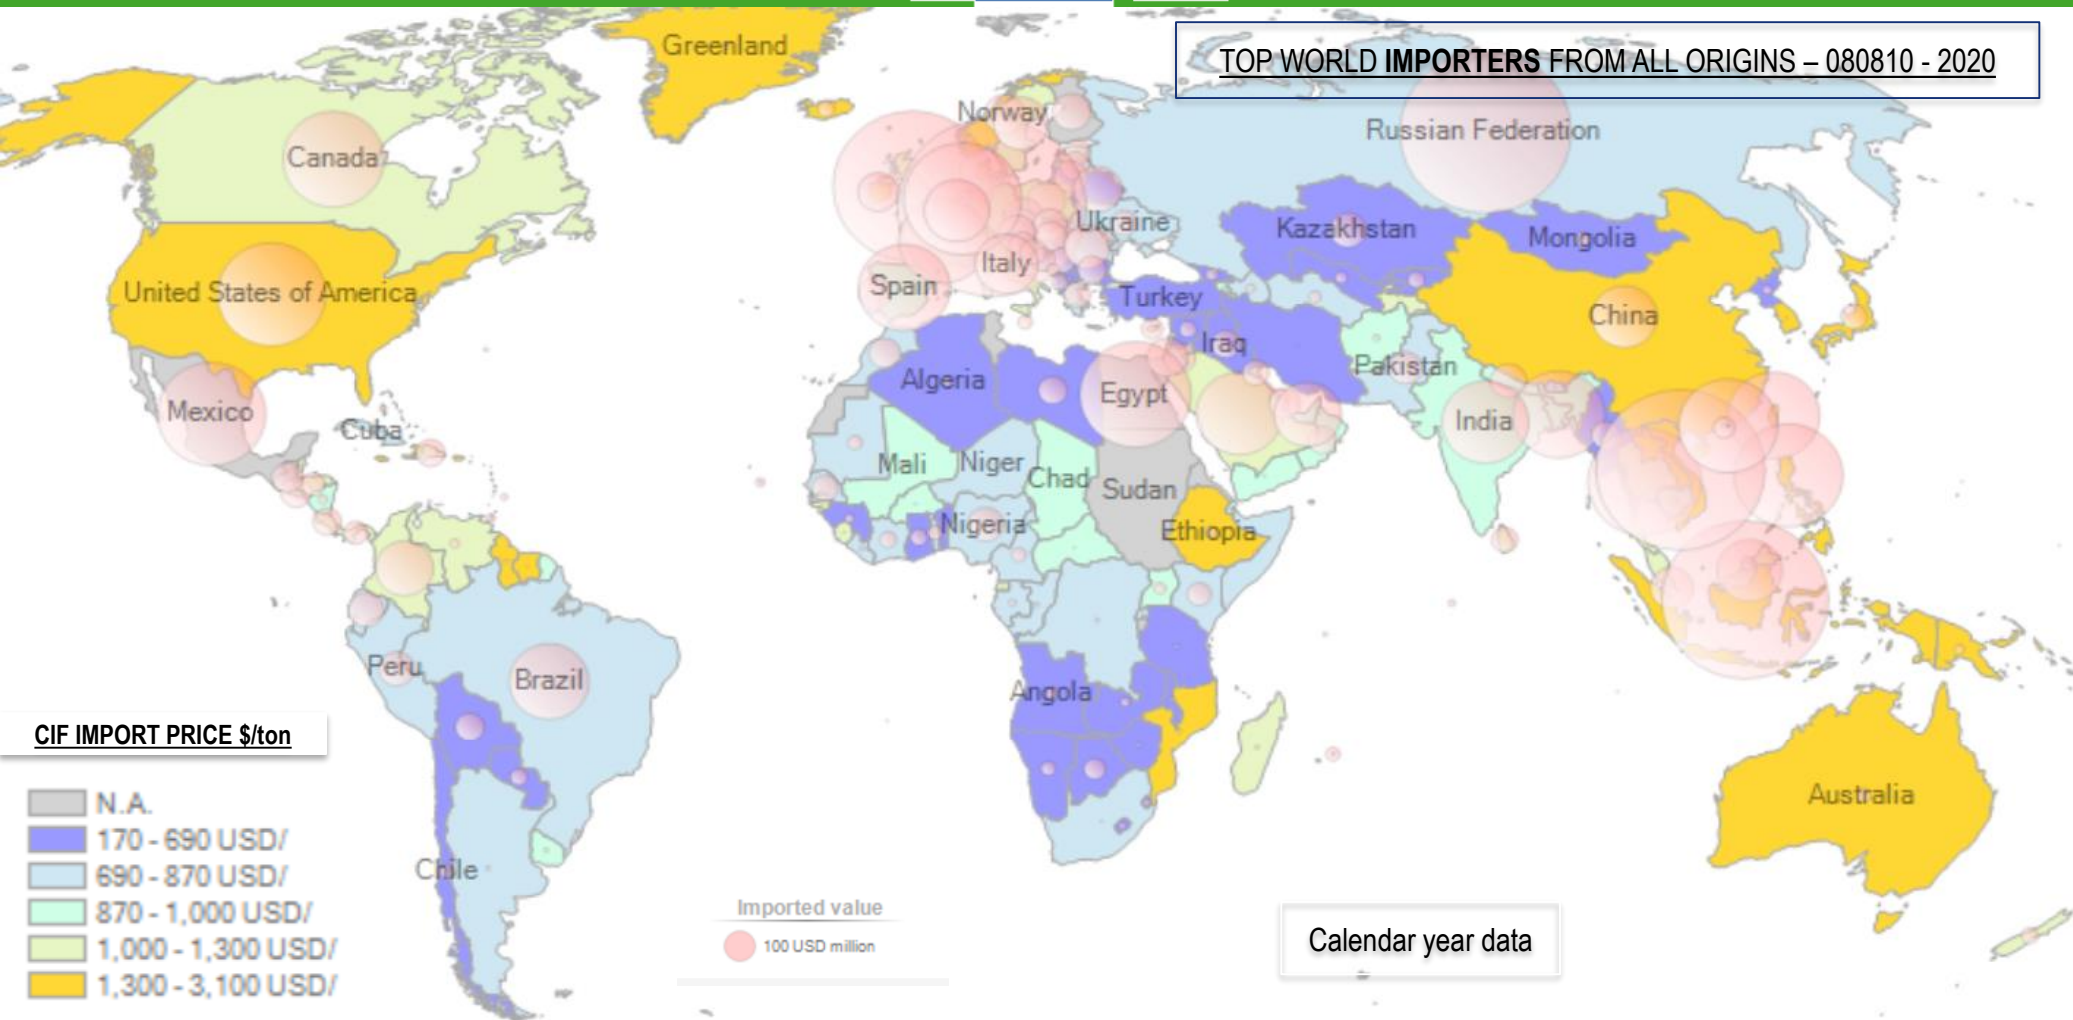 TOP WORLD IMPORTERS FROM ALL ORIGINS – 080810 - 2020
Greenland
Norway
Russian Federation
Canada
Ukraine
Kazakhstan
Mongolia
Italy
Spain
United States of America
Turkey
China
Iraq
Pakistan
Algeria
Egypt
Mexico
India
Cuba
Mali
Niger
Chad
Sudan
Nigeria
Ethiopia
Peru
Brazil
Angola
CIF IMPORT PRICE $/ton
Australia
N.A.
170 - 690 USD/
690 - 870 USD/
870 - 1,000 USD/
1,000 - 1,300 USD/
1,300 - 3,100 USD/
Chile
Imported value
100 USD million
Calendar year data